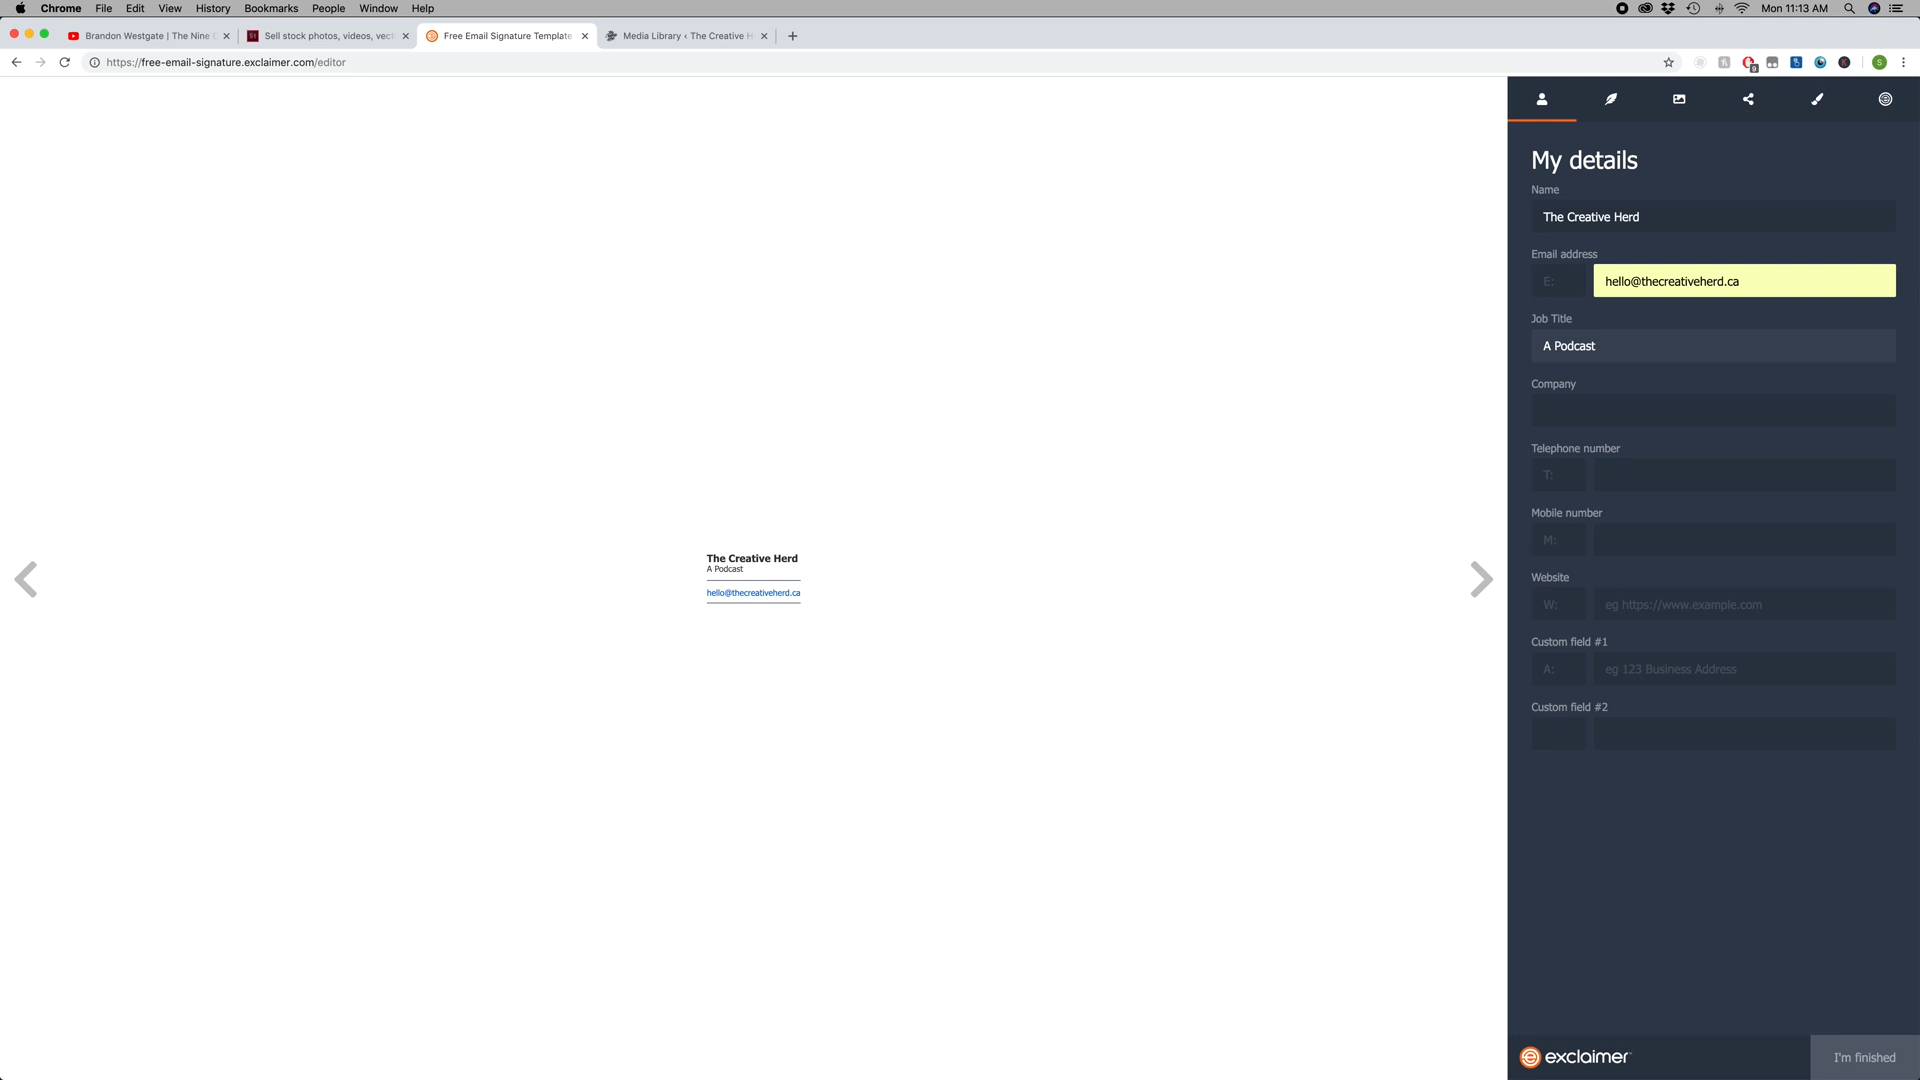 Chrome File Edit View History Bookmarks People Window Help
Mon 11:13 AM
Brandon Westgate | The Nine
Sell stock photos, videos, vect
Free Email Signature Template
Media Library ‹ The Creative H
https://free-email-signature.exclaimer.com/editor
9
S
My details
Name
The Creative Herd
Email address
E: hello@thecreativeherd.ca
Job Title
A Podcast
Company
Telephone number
T:
Mobile number
M:
Website
W: eg https://www.example.com
Custom field #1
A: eg 123 Business Address
Custom field #2
The Creative Herd
A Podcast
hello@thecreativeherd.ca
exclaimer
I'm finished